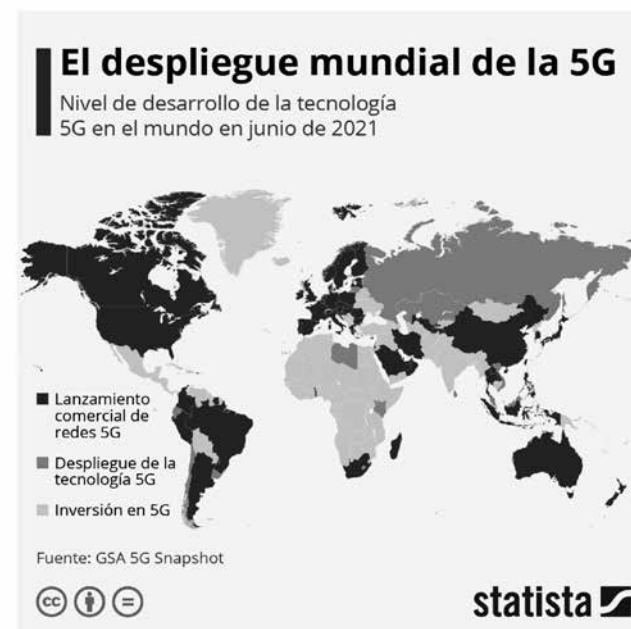 El despliegue mundial de la 5G
Nivel de desarrollo de la tecnología
5G en el mundo en junio de 2021
Lanzamiento
comercial de
redes 5G
Despliegue de la
tecnología 5G
Inversión en 5G
Fuente: GSA 5G Snapshot
cc
statista